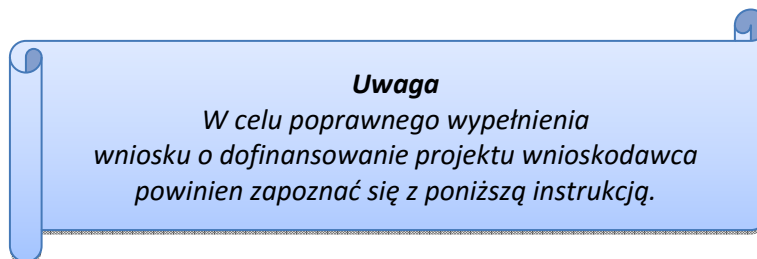 Uwaga
W celu poprawnego wypełnienia
wniosku o dofinansowanie projektu wnioskodawca
powinien zapoznać się z poniższą instrukcją.